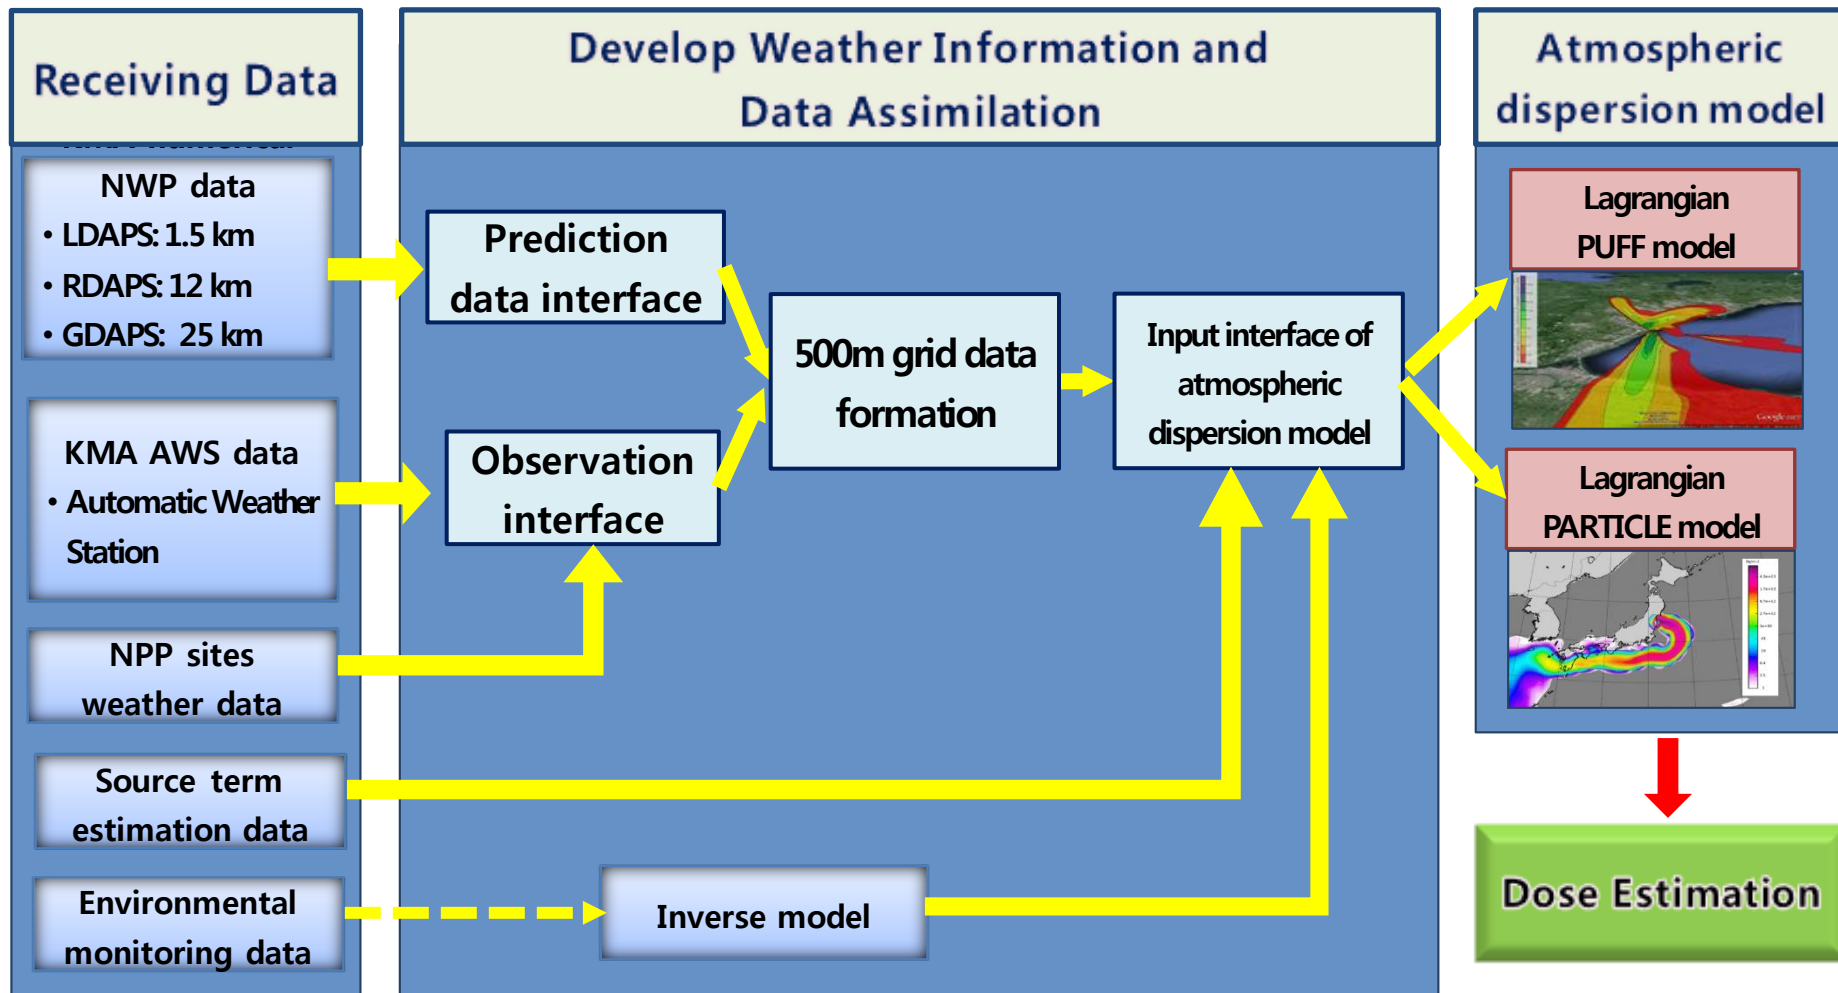 Receiving Data
Develop Weather Information and
Data Assimilation
Atmospheric
dispersion model
NWP data
• LDAPS: 1.5 km
• RDAPS: 12 km
• GDAPS: 25 km
KMA AWS data
• Automatic Weather
Station
NPP sites
weather data
Source term
estimation data
Environmental
monitoring data
Prediction
data interface
Observation
interface
500m grid data
formation
Input interface of
atmospheric
dispersion model
Inverse model
Lagrangian
PUFF model
Google
Lagrangian
PARTICLE model
Dose Estimation